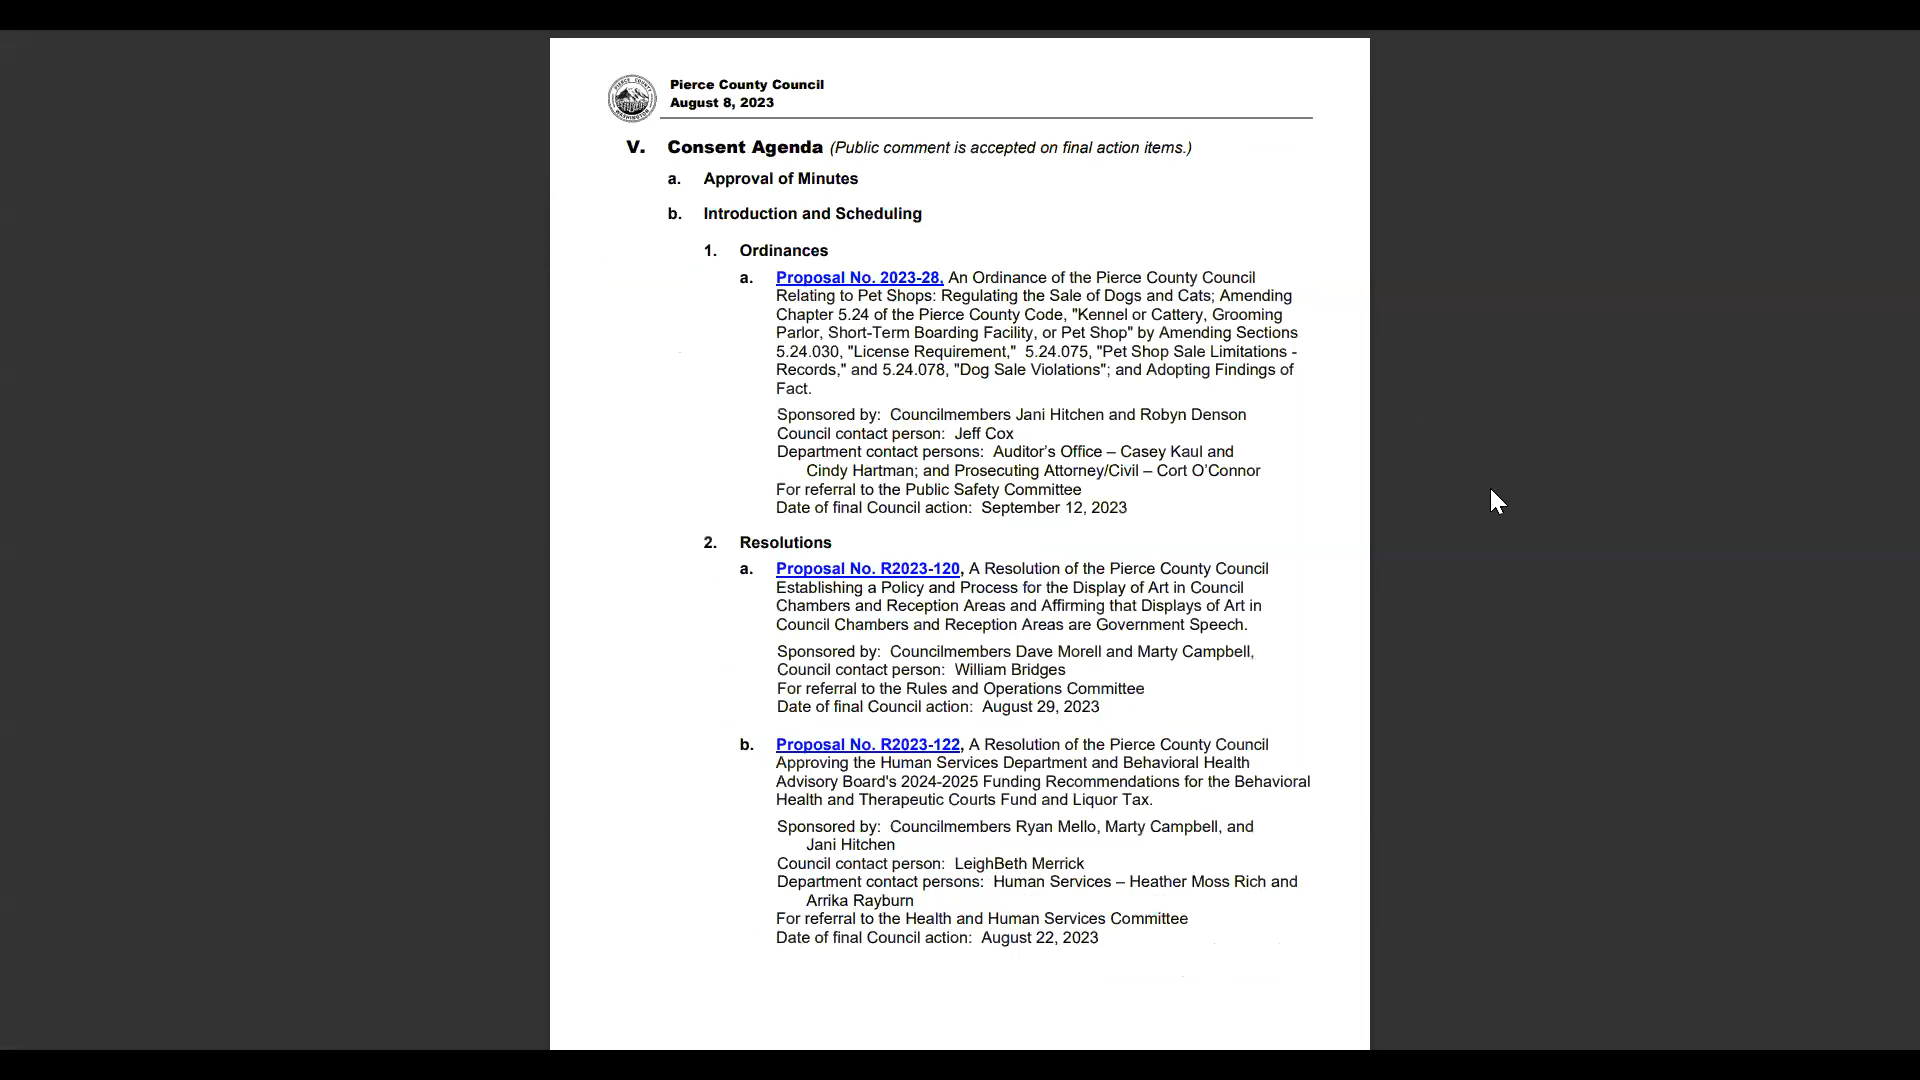 Pierce County Council
August 8, 2023
V. Consent Agenda (Public comment is accepted on final action items.)
a. Approval of Minutes
b. Introduction and Scheduling
1. Ordinances
a. Proposal No. 2023-28, An Ordinance of the Pierce County Council
Relating to Pet Shops: Regulating the Sale of Dogs and Cats; Amending
Chapter 5.24 of the Pierce County Code, "Kennel or Cattery, Grooming
Parlor, Short-Term Boarding Facility, or Pet Shop" by Amending Sections
5.24.030, "License Requirement," 5.24.075, "Pet Shop Sale Limitations -
Records," and 5.24.078, "Dog Sale Violations"; and Adopting Findings of
Fact.
Sponsored by: Councilmembers Jani Hitchen and Robyn Denson
Council contact person: Jeff Cox
Department contact persons: Auditor's Office – Casey Kaul and
Cindy Hartman; and Prosecuting Attorney/Civil – Cort O'Connor
For referral to the Public Safety Committee
Date of final Council action: September 12, 2023
2. Resolutions
a. Proposal No. R2023-120, A Resolution of the Pierce County Council
Establishing a Policy and Process for the Display of Art in Council
Chambers and Reception Areas and Affirming that Displays of Art in
Council Chambers and Reception Areas are Government Speech.
Sponsored by: Councilmembers Dave Morell and Marty Campbell,
Council contact person: William Bridges
For referral to the Rules and Operations Committee
Date of final Council action: August 29, 2023
b. Proposal No. R2023-122, A Resolution of the Pierce County Council
Approving the Human Services Department and Behavioral Health
Advisory Board's 2024-2025 Funding Recommendations for the Behavioral
Health and Therapeutic Courts Fund and Liquor Tax.
Sponsored by: Councilmembers Ryan Mello, Marty Campbell, and
Jani Hitchen
Council contact person: LeighBeth Merrick
Department contact persons: Human Services – Heather Moss Rich and
Arrika Rayburn
For referral to the Health and Human Services Committee
Date of final Council action: August 22, 2023